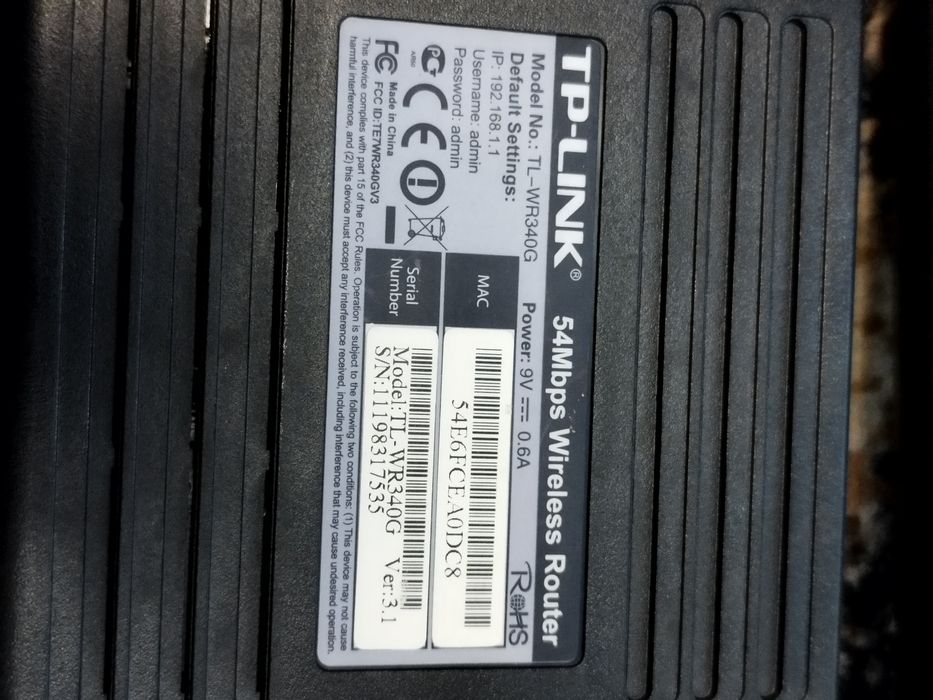 TP-LINK® 54Mbps Wireless Router
Model No.: TL-WR340G Power: 9V ⎓ 0.6A
Default Settings:
IP: 192.168.1.1
Username: admin
Password: admin
RoHS
MAC
54E6FCEA0DC8
PCT
CE
Made in China
FC FCC ID:TE7WR340GV3
Serial
Number
Model:TL-WR340G Ver:3.1
S/N:11198317535
This device complies with part 15 of the FCC Rules. Operation is subject to the following two conditions: (1) This device may not cause
harmful interference, and (2) this device must accept any interference received, including interference that may cause undesired operation.